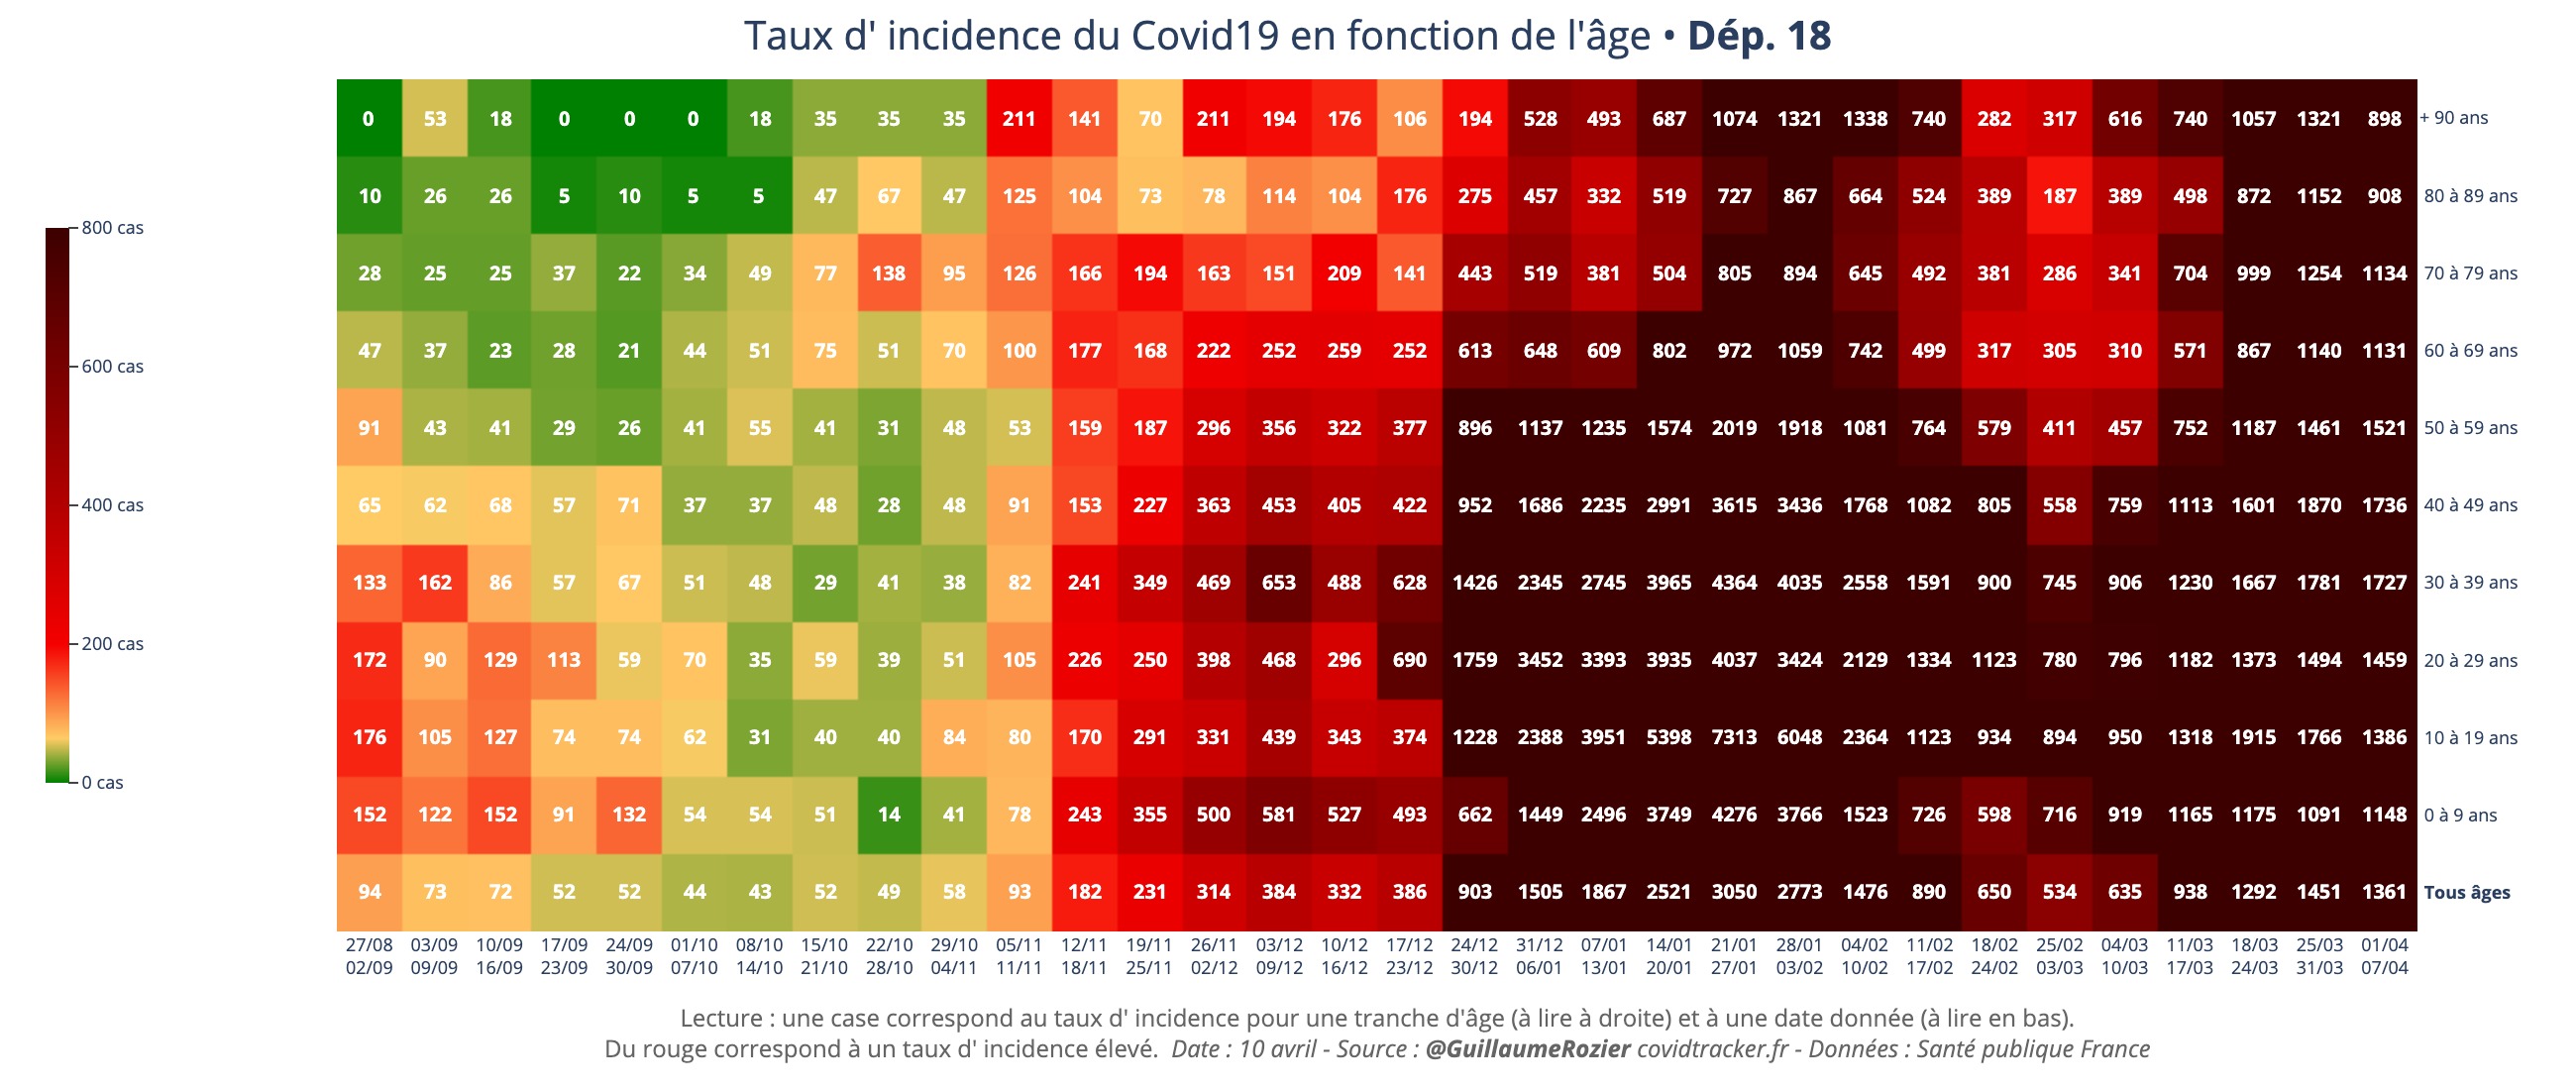 Taux d' incidence du Covid19 en fonction de l'âge • Dép. 18
800 cas
600 cas
400 cas
200 cas
0 cas
0 53 18 0 0 0 18 35 35 35 211 141 70 211 194 176 106 194 528 493 687 1074 1321 1338 740 282 317 616 740 1057 1321 898 + 90 ans
10 26 26 5 10 5 5 47 67 47 125 104 73 78 114 104 176 275 457 332 519 727 867 664 524 389 187 389 498 872 1152 908 80 à 89 ans
28 25 25 37 22 34 49 77 138 95 126 166 194 163 151 209 141 443 519 381 504 805 894 645 492 381 286 341 704 999 1254 1134 70 à 79 ans
47 37 23 28 21 44 51 75 51 70 100 177 168 222 252 259 252 613 648 609 802 972 1059 742 499 317 305 310 571 867 1140 1131 60 à 69 ans
91 43 41 29 26 41 55 41 31 48 53 159 187 296 356 322 377 896 1137 1235 1574 2019 1918 1081 764 579 411 457 752 1187 1461 1521 50 à 59 ans
65 62 68 57 71 37 37 48 28 48 91 153 227 363 453 405 422 952 1686 2235 2991 3615 3436 1768 1082 805 558 759 1113 1601 1870 1736 40 à 49 ans
133 162 86 57 67 51 48 29 41 38 82 241 349 469 653 488 628 1426 2345 2745 3965 4364 4035 2558 1591 900 745 906 1230 1667 1781 1727 30 à 39 ans
172 90 129 113 59 70 35 59 39 51 105 226 250 398 468 296 690 1759 3452 3393 3935 4037 3424 2129 1334 1123 780 796 1182 1373 1494 1459 20 à 29 ans
176 105 127 74 74 62 31 40 40 84 80 170 291 331 439 343 374 1228 2388 3951 5398 7313 6048 2364 1123 934 894 950 1318 1915 1766 1386 10 à 19 ans
152 122 152 91 132 54 54 51 14 41 78 243 355 500 581 527 493 662 1449 2496 3749 4276 3766 1523 726 598 716 919 1165 1175 1091 1148 0 à 9 ans
94 73 72 52 52 44 43 52 49 58 93 182 231 314 384 332 386 903 1505 1867 2521 3050 2773 1476 890 650 534 635 938 1292 1451 1361 Tous âges
27/08 03/09 10/09 17/09 24/09 01/10 08/10 15/10 22/10 29/10 05/11 12/11 19/11 26/11 03/12 10/12 17/12 24/12 31/12 07/01 14/01 21/01 28/01 04/02 11/02 18/02 25/02 04/03 11/03 18/03 25/03 01/04
02/09 09/09 16/09 23/09 30/09 07/10 14/10 21/10 28/10 04/11 11/11 18/11 25/11 02/12 09/12 16/12 23/12 30/12 06/01 13/01 20/01 27/01 03/02 10/02 17/02 24/02 03/03 10/03 17/03 24/03 31/03 07/04
Lecture : une case correspond au taux d' incidence pour une tranche d'âge (à lire à droite) et à une date donnée (à lire en bas).
Du rouge correspond à un taux d' incidence élevé. Date : 10 avril - Source : @GuillaumeRozier covidtracker.fr - Données : Santé publique France